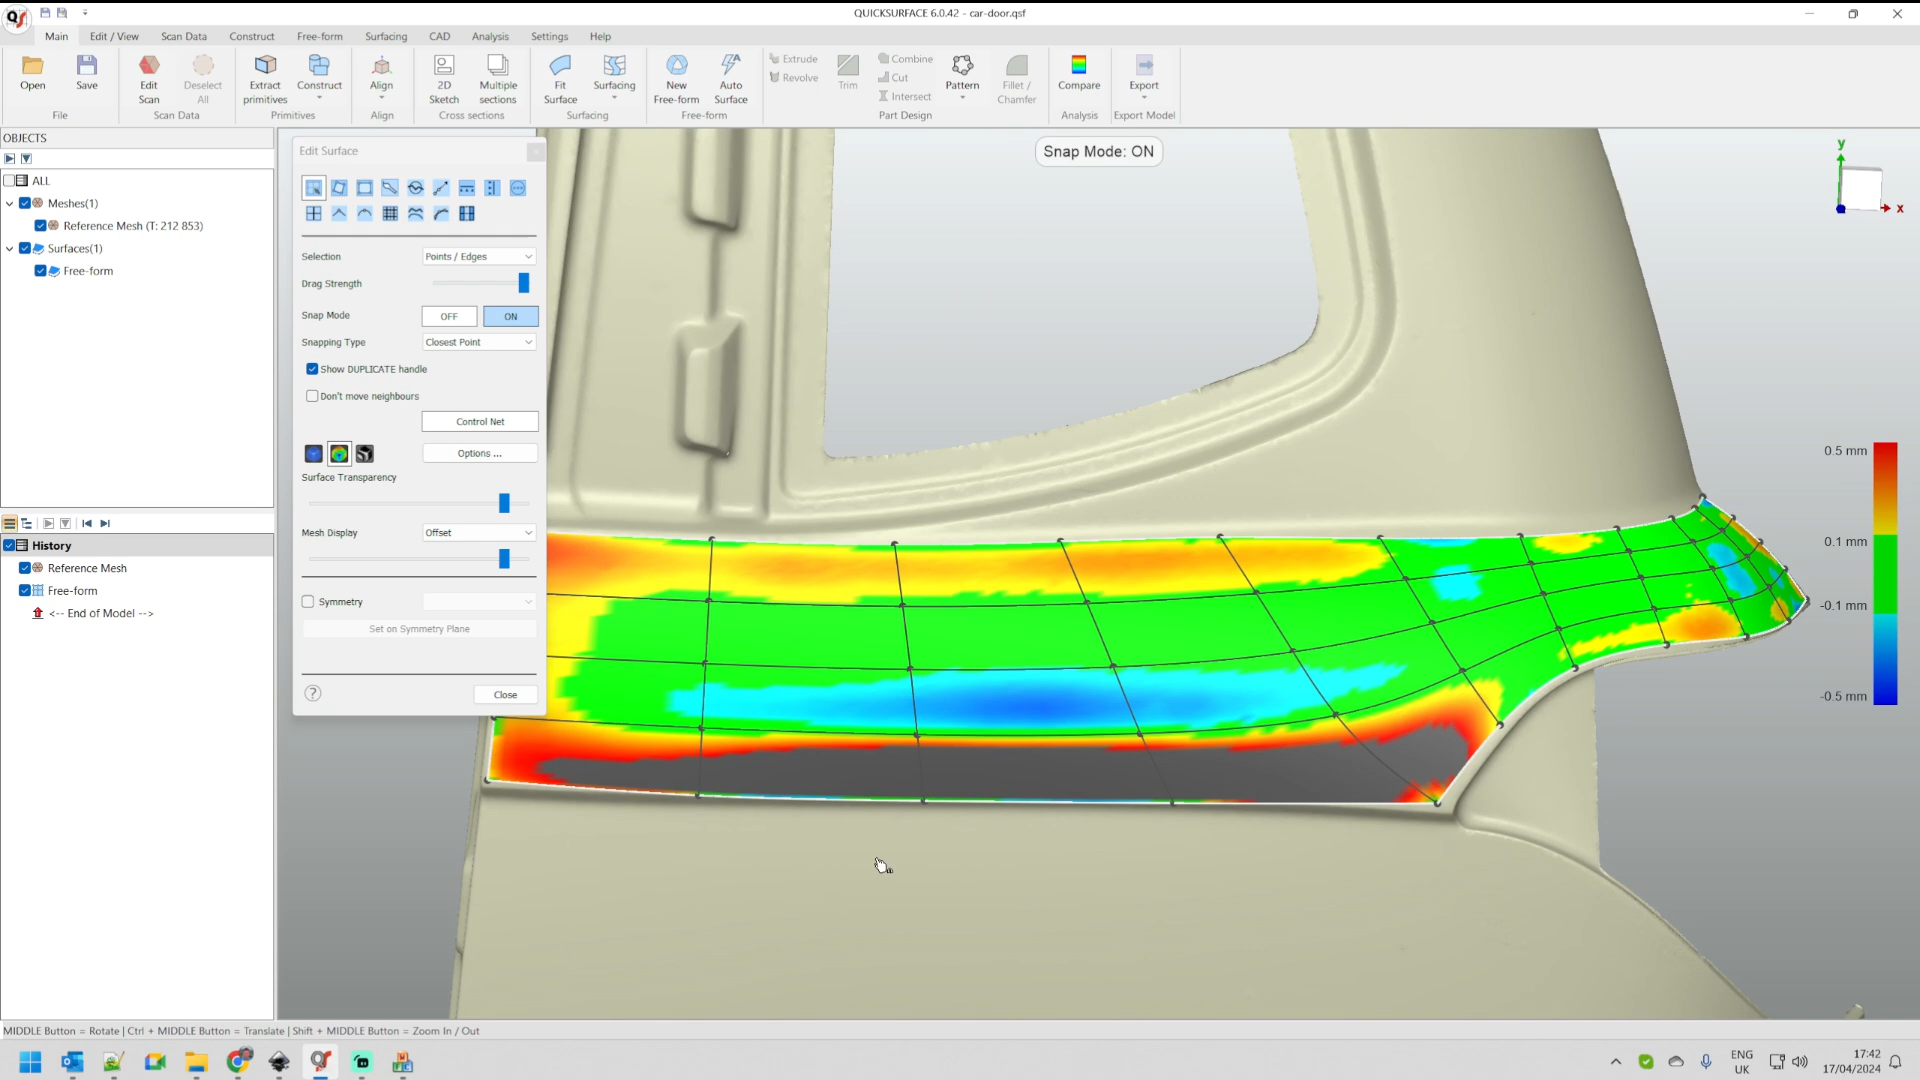 QUICKSURFACE 6.0.42 - car-door.qsf
Main Edit / View Scan Data Construct Free-form Surfacing CAD Analysis Settings Help
Open
Save
Edit Scan
Deselect All
Extract primitives
Construct
Align
2D Sketch
Multiple sections
Fit Surface
Surfacing
New Free-form
Auto Surface
Extrude
Revolve
Trim
Combine
Cut
Intersect
Pattern
Fillet / Chamfer
Compare
Export
File Scan Data Primitives Align Cross sections Surfacing Free-form Part Design Analysis Export Model
OBJECTS
ALL
Meshes(1)
Reference Mesh (T: 212 853)
Surfaces(1)
Free-form
History
Reference Mesh
Free-form
<-- End of Model -->
Edit Surface
Selection Points / Edges
Drag Strength
Snap Mode OFF ON
Snapping Type Closest Point
Show DUPLICATE handle
Don't move neighbours
Control Net
Options ...
Surface Transparency
Mesh Display Offset
Symmetry
Set on Symmetry Plane
? Close
Snap Mode: ON
y
x
0.5 mm
0.1 mm
-0.1 mm
-0.5 mm
MIDDLE Button = Rotate | Ctrl + MIDDLE Button = Translate | Shift + MIDDLE Button = Zoom In / Out
ENG
UK
17:42
17/04/2024